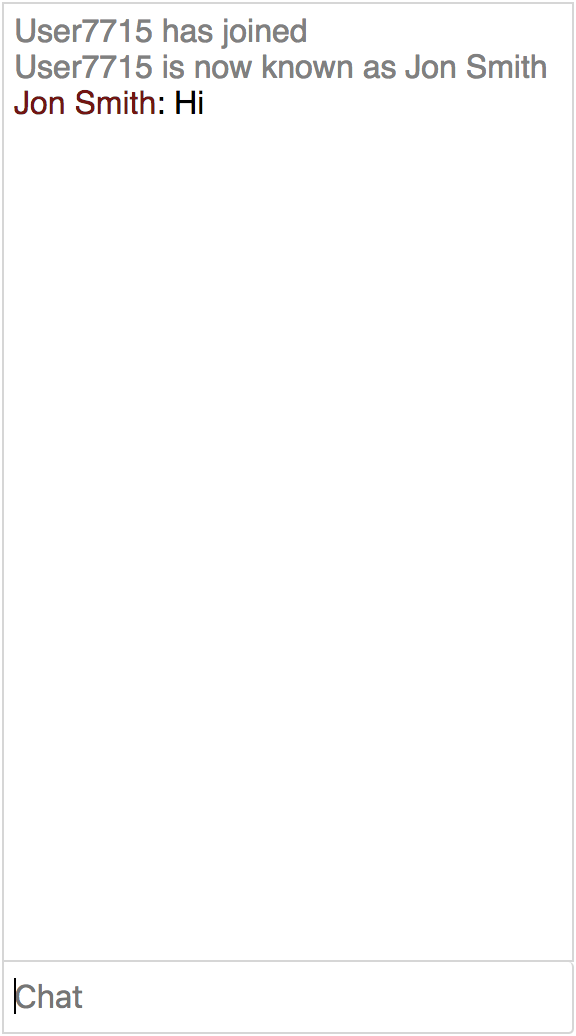 User7715 has joined
User7715 is now known as Jon Smith
Jon Smith: Hi
Chat